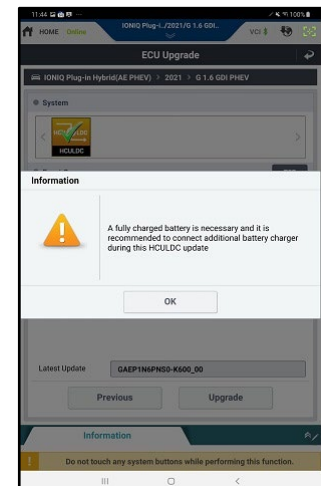 11:44
100%
HOME Online
IONIQ Plug-i../2021/G 1.6 GDI..
VCI
ECU Upgrade
IONIQ Plug-in Hybrid(AE PHEV) > 2021 > G 1.6 GDI PHEV
System
HCULDC
HCULDC
Information
A fully charged battery is necessary and it is
recommended to connect additional battery charger
during this HCULDC update
OK
Latest Update GAEP1N6PNS0-K600_00
Previous Upgrade
Information
Do not touch any system buttons while performing this function.